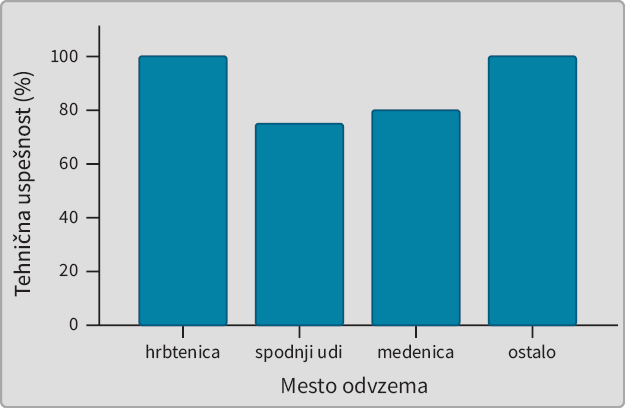 Tehnična uspešnost (%)
100
80
60
40
20
0
hrbtenica
spodnji udi
medenica
ostalo
Mesto odvzema